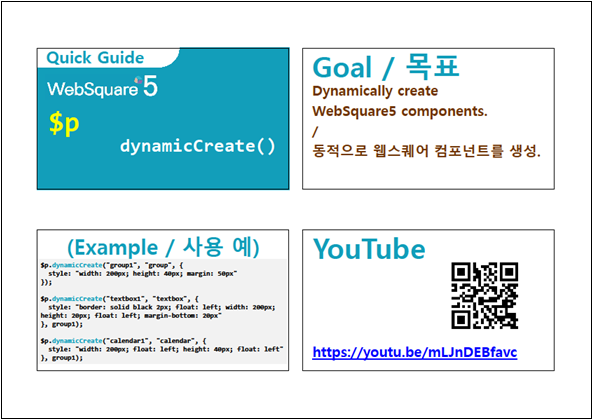 Quick Guide
WebSquare 5
$p
dynamicCreate()
Goal / 목표
Dynamically create
WebSquare5 components.
/
동적으로 웹스퀘어 컴포넌트를 생성.
(Example / 사용 예)
$p.dynamicCreate("group1", "group", {
style: "width: 200px; height: 40px; margin: 50px"
});
$p.dynamicCreate("textbox1", "textbox", {
style: "border: solid black 2px; float: left; width: 200px;
height: 20px; float: left; margin-bottom: 20px"
}, group1);
$p.dynamicCreate("calendar1", "calendar", {
style: "width: 200px; float: left; height: 40px; float: left"
}, group1);
YouTube
https://youtu.be/mLJnDEBfavc